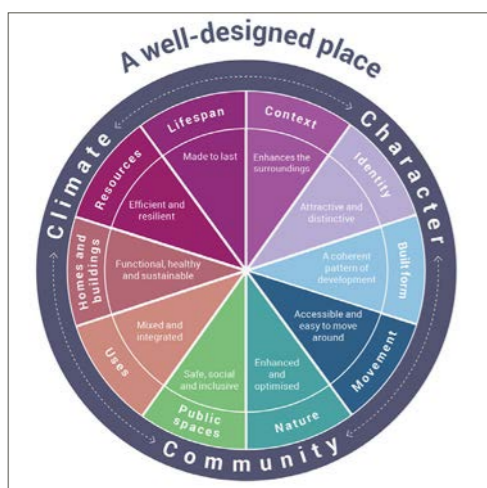 A well-designed place
Climate
Character
Community
Context
Enhances the
surroundings
Identity
Attractive and
distinctive
Built form
A coherent
pattern of
development
Movement
Accessible and
easy to move
around
Nature
Enhanced
and
optimised
Public
spaces
Safe, social
and inclusive
Uses
Mixed and
integrated
Homes and
buildings
Functional, healthy
and sustainable
Resources
Efficient and
resilient
Lifespan
Made to last